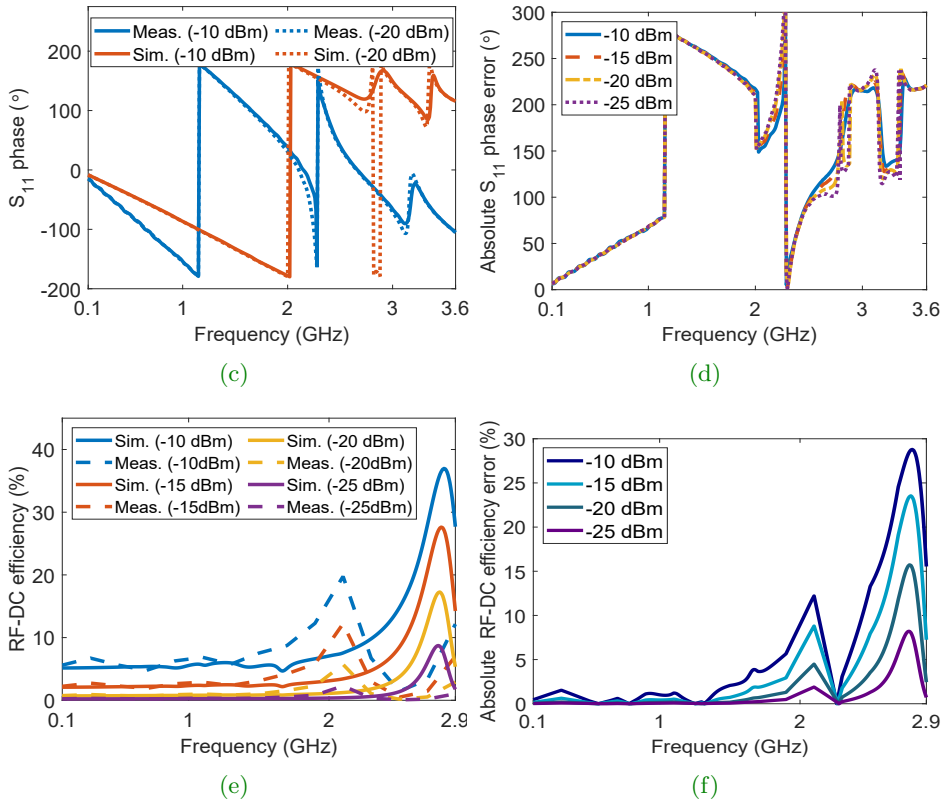 Meas. (-10 dBm) Meas. (-20 dBm)
Sim. (-10 dBm) Sim. (-20 dBm)
200
100
0
-100
-200
S11 phase (°)
0.1 1 2 3 3.6
Frequency (GHz)
(c)
300
250
200
150
100
50
0
Absolute S11 phase error (°)
-10 dBm
-15 dBm
-20 dBm
-25 dBm
0.1 1 2 3 3.6
Frequency (GHz)
(d)
40
30
20
10
0
RF-DC efficiency (%)
Sim. (-10 dBm) Sim. (-20 dBm)
Meas. (-10dBm) Meas. (-20dBm)
Sim. (-15 dBm) Sim. (-25 dBm)
Meas. (-15dBm) Meas. (-25dBm)
0.1 1 2 2.9
Frequency (GHz)
(e)
30
25
20
15
10
5
0
Absolute RF-DC efficiency error (%)
-10 dBm
-15 dBm
-20 dBm
-25 dBm
0.1 1 2 2.9
Frequency (GHz)
(f)